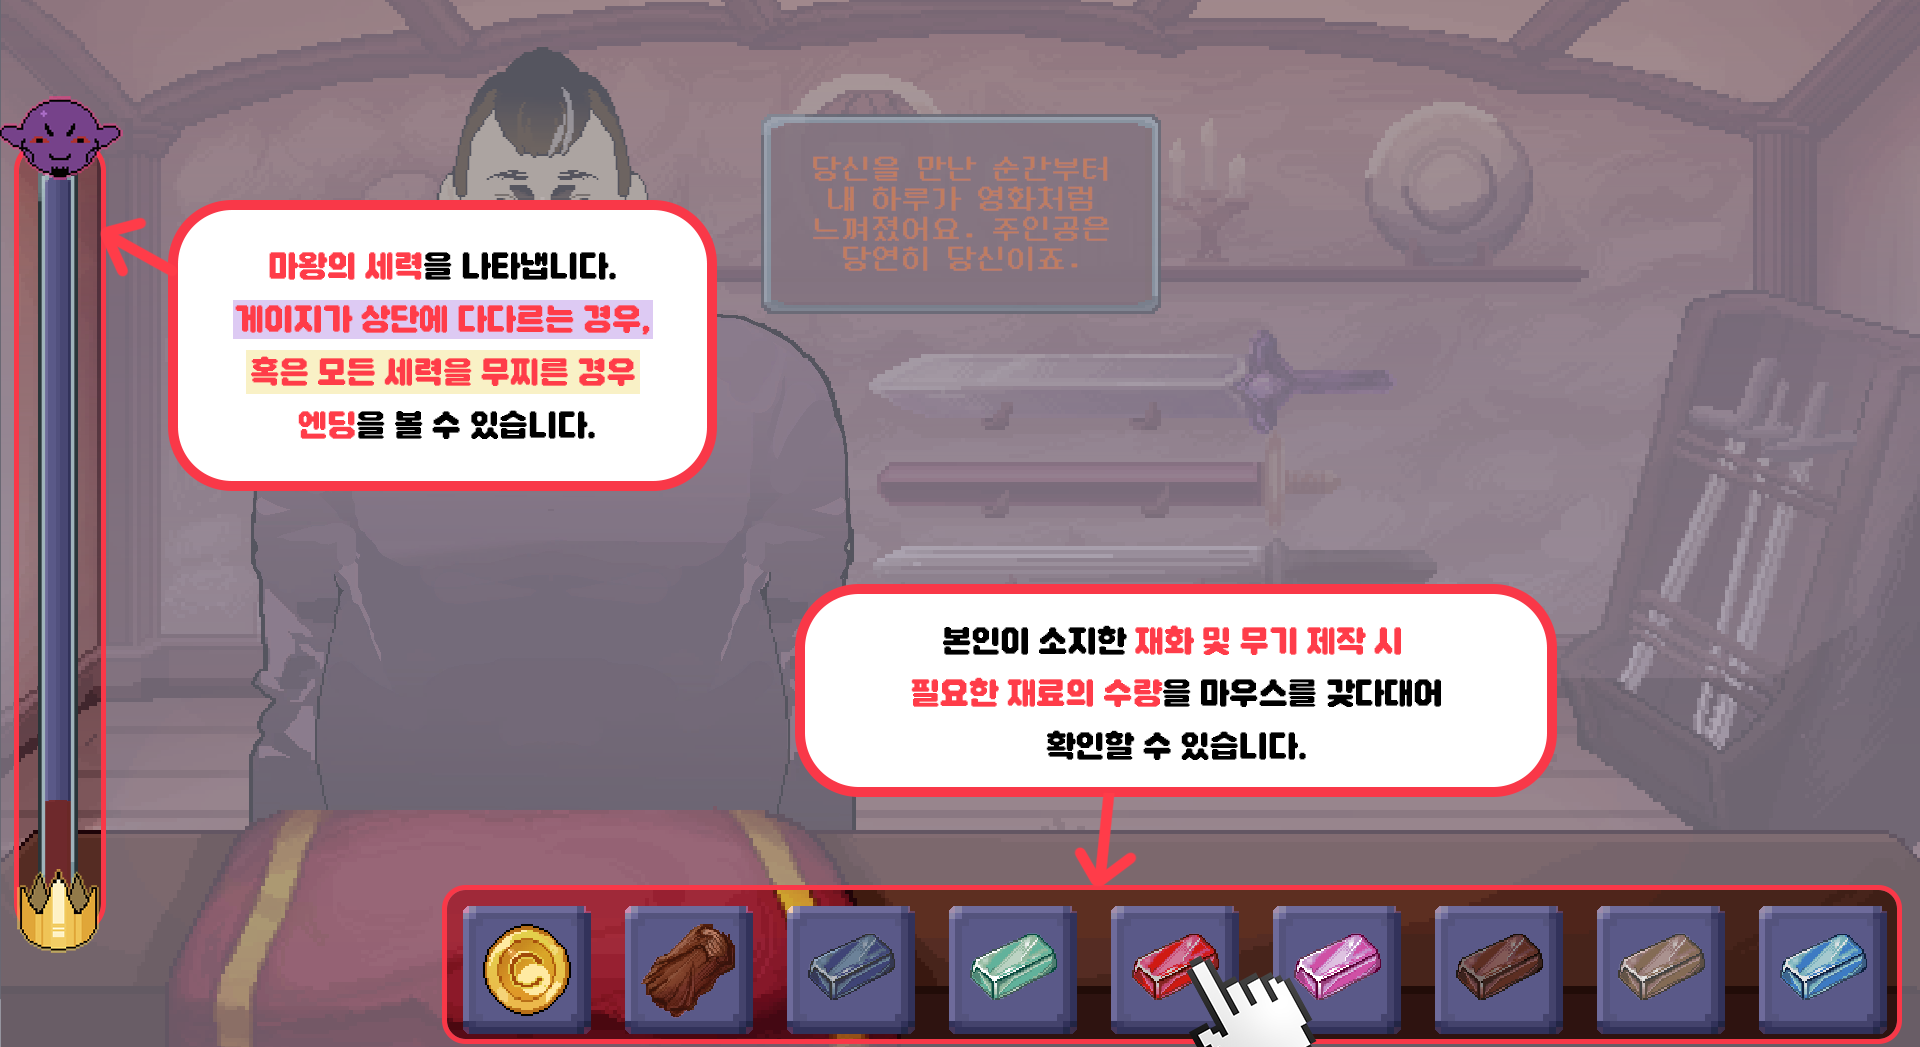 당신을 만난 순간부터
내 하루가 영화처럼
느껴졌어요. 주인공은
당연히 당신이죠.
마왕의 세력을 나타냅니다.
게이지가 상단에 다다르는 경우,
혹은 모든 세력을 무찌른 경우
엔딩을 볼 수 있습니다.
본인이 소지한 재화 및 무기 제작 시
필요한 재료의 수량을 마우스를 갖다대어
확인할 수 있습니다.